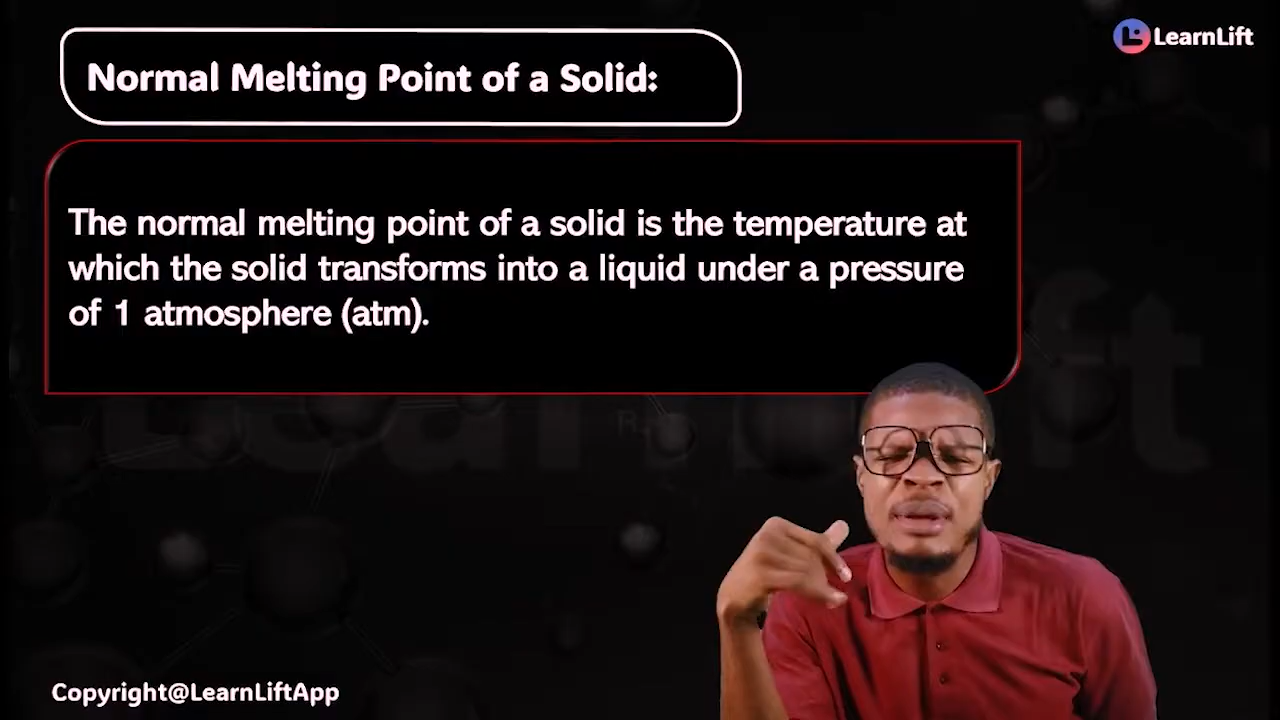 LearnLift
Normal Melting Point of a Solid:
The normal melting point of a solid is the temperature at
which the solid transforms into a liquid under a pressure
of 1 atmosphere (atm).
Copyright@LearnLiftApp